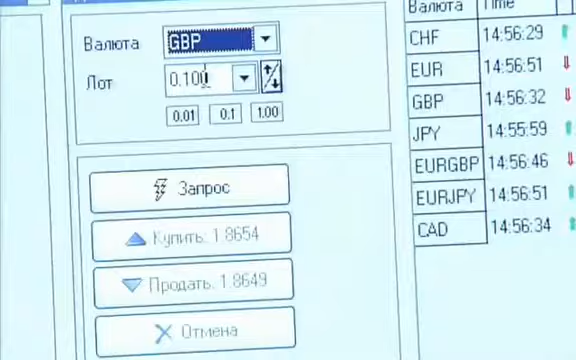 Валюта GBP
Лот 0.100
0.01 0.1 1.00
Запрос
Купить: 1.8654
Продать: 1.8649
Отмена
Валюта Time
CHF 14:56:29
EUR 14:56:51
GBP 14:56:32
JPY 14:55:59
EURGBP 14:56:46
EURJPY 14:56:51
CAD 14:56:34